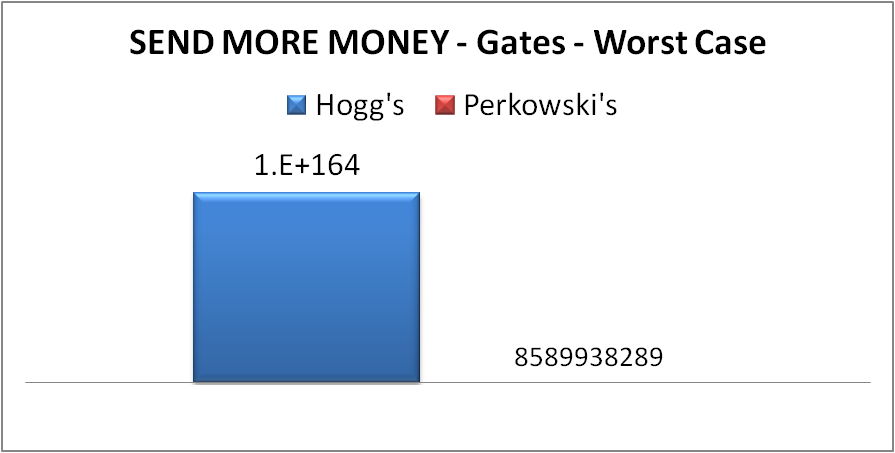 SEND MORE MONEY - Gates - Worst Case
Hogg's Perkowski's
1.E+164
8589938289